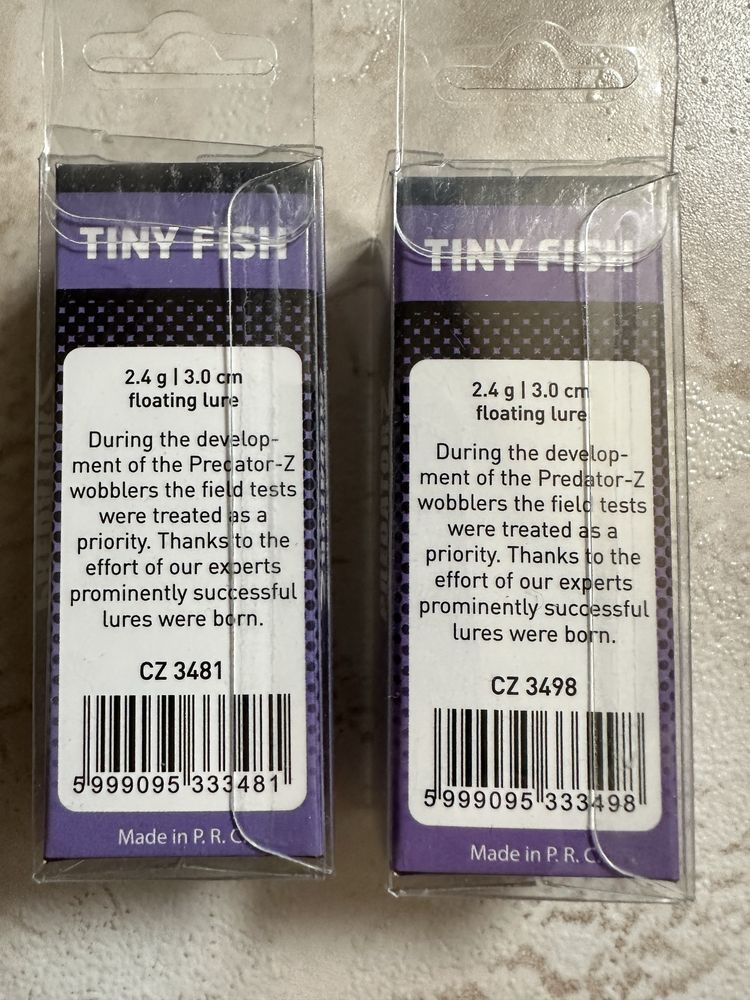 TINY FISH
2.4 g | 3.0 cm
floating lure
During the develop-
ment of the Predator-Z
wobblers the field tests
were treated as a
priority. Thanks to the
effort of our experts
prominently successful
lures were born.
CZ 3481
5 999095 333481
Made in P. R. C.
TINY FISH
2.4 g | 3.0 cm
floating lure
During the develop-
ment of the Predator-Z
wobblers the field tests
were treated as a
priority. Thanks to the
effort of our experts
prominently successful
lures were born.
CZ 3498
5 999095 333498
Made in P. R. C.